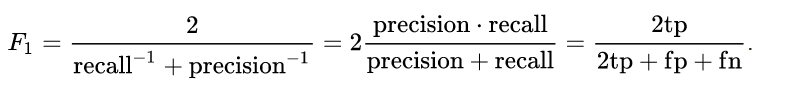 F₁ = 2 / (recall⁻¹ + precision⁻¹) = 2 (precision · recall) / (precision + recall) = 2tp / (2tp + fp + fn).